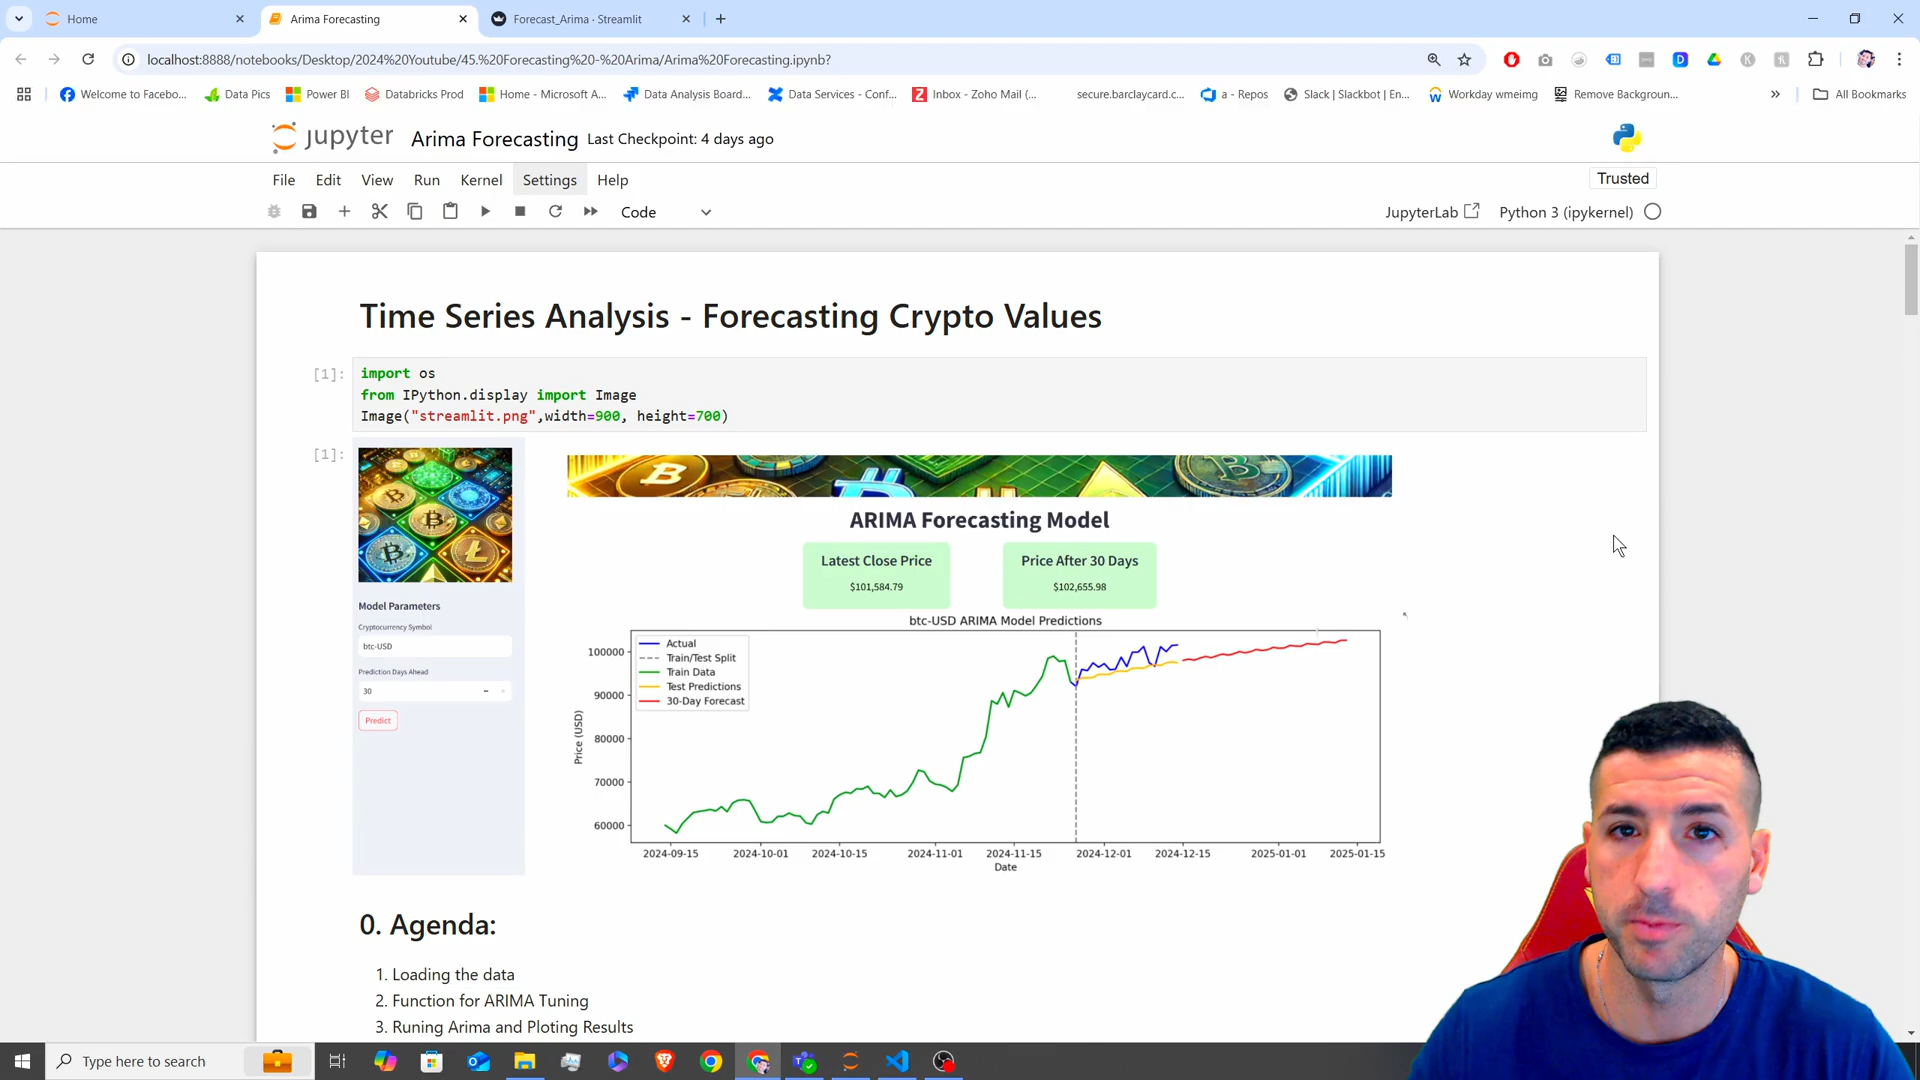 Home
Arima Forecasting
Forecast_Arima · Streamlit
localhost:8888/notebooks/Desktop/2024%20Youtube/45.%20Forecasting%20-%20Arima/Arima%20Forecasting.ipynb?
Welcome to Facebo...
Data Pics
Power BI
Databricks Prod
Home - Microsoft A...
Data Analysis Board...
Data Services - Conf...
Inbox - Zoho Mail (...
secure.barclaycard.c...
a - Repos
Slack | Slackbot | En...
Workday wmeimg
Remove Backgroun...
All Bookmarks
jupyter Arima Forecasting Last Checkpoint: 4 days ago
File Edit View Run Kernel Settings Help
Trusted
Code
JupyterLab
Python 3 (ipykernel)
Time Series Analysis - Forecasting Crypto Values
[1]:
import os
from IPython.display import Image
Image("streamlit.png",width=900, height=700)
[1]:
Model Parameters
Cryptocurrency Symbol
btc-USD
Prediction Days Ahead
30
Predict
ARIMA Forecasting Model
Latest Close Price
$101,584.79
Price After 30 Days
$102,655.98
btc-USD ARIMA Model Predictions
Actual
Train/Test Split
Train Data
Test Predictions
30-Day Forecast
Price (USD)
100000
90000
80000
70000
60000
2024-09-15 2024-10-01 2024-10-15 2024-11-01 2024-11-15 2024-12-01 2024-12-15 2025-01-01 2025-01-15
Date
0. Agenda:
1. Loading the data
2. Function for ARIMA Tuning
3. Runing Arima and Ploting Results
Type here to search